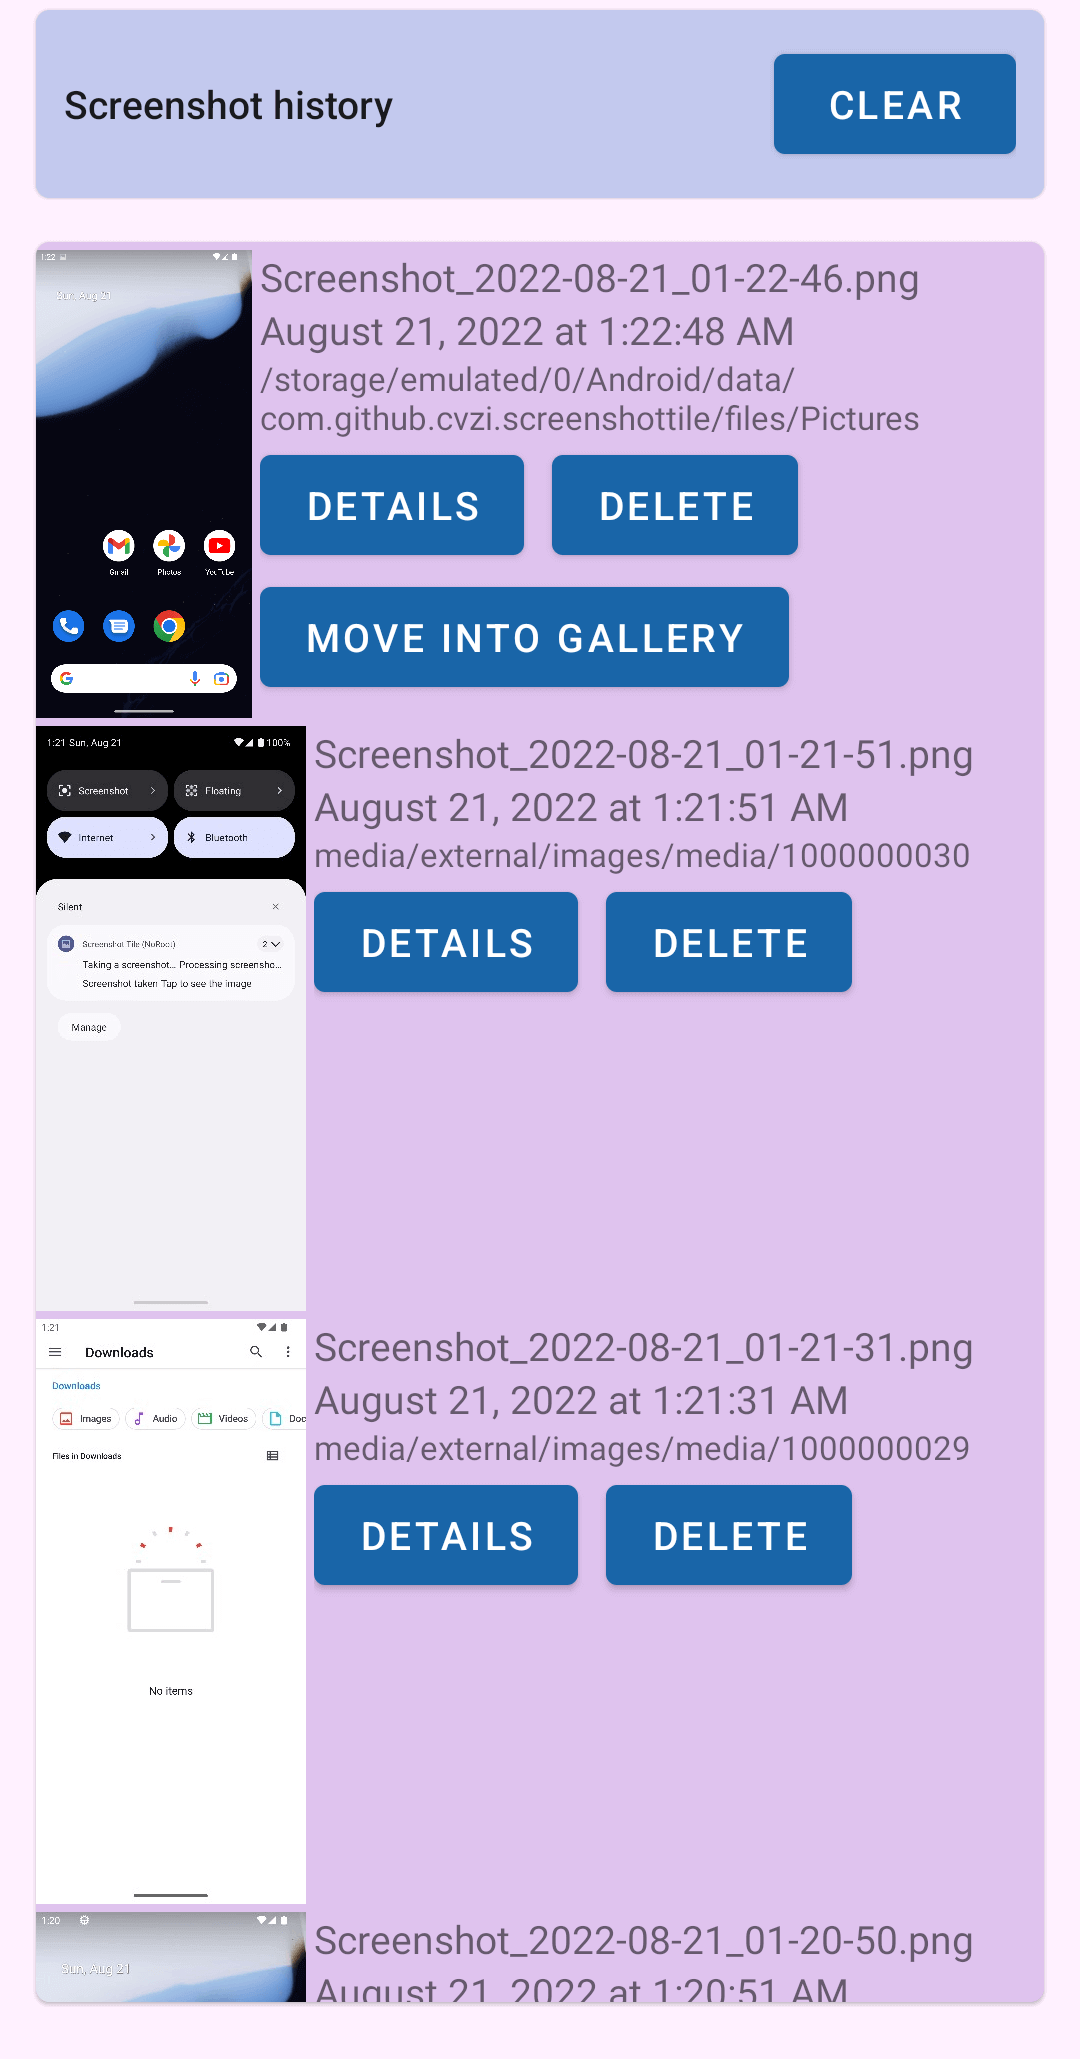 Screenshot history
CLEAR
1:22
Sun, Aug 21
Gmail
Photos
YouTube
Screenshot_2022-08-21_01-22-46.png
August 21, 2022 at 1:22:48 AM
/storage/emulated/0/Android/data/
com.github.cvzi.screenshottile/files/Pictures
DETAILS
DELETE
MOVE INTO GALLERY
1:21 Sun, Aug 21
100%
Screenshot
Floating
Internet
Bluetooth
Silent
Screenshot Tile (NoRoot)
2
Taking a screenshot... Processing screensho...
Screenshot taken Tap to see the image
Manage
Screenshot_2022-08-21_01-21-51.png
August 21, 2022 at 1:21:51 AM
media/external/images/media/1000000030
DETAILS
DELETE
1:21
Downloads
Downloads
Images
Audio
Videos
Doc
Files in Downloads
No items
Screenshot_2022-08-21_01-21-31.png
August 21, 2022 at 1:21:31 AM
media/external/images/media/1000000029
DETAILS
DELETE
1:20
Sun, Aug 21
Screenshot_2022-08-21_01-20-50.png
August 21, 2022 at 1:20:51 AM